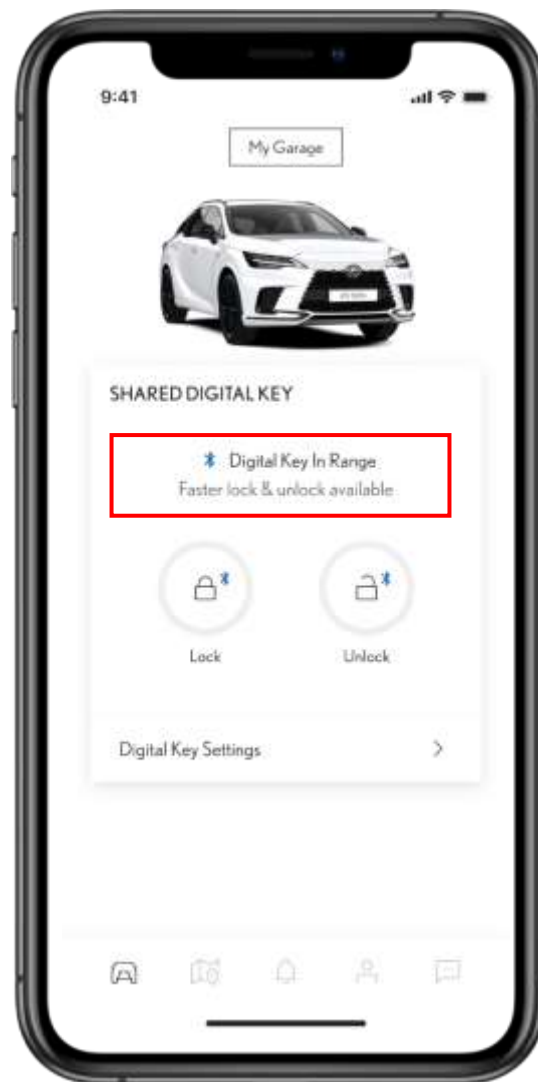 9:41
My Garage
SHARED DIGITAL KEY
Digital Key In Range
Faster lock & unlock available
Lock
Unlock
Digital Key Settings